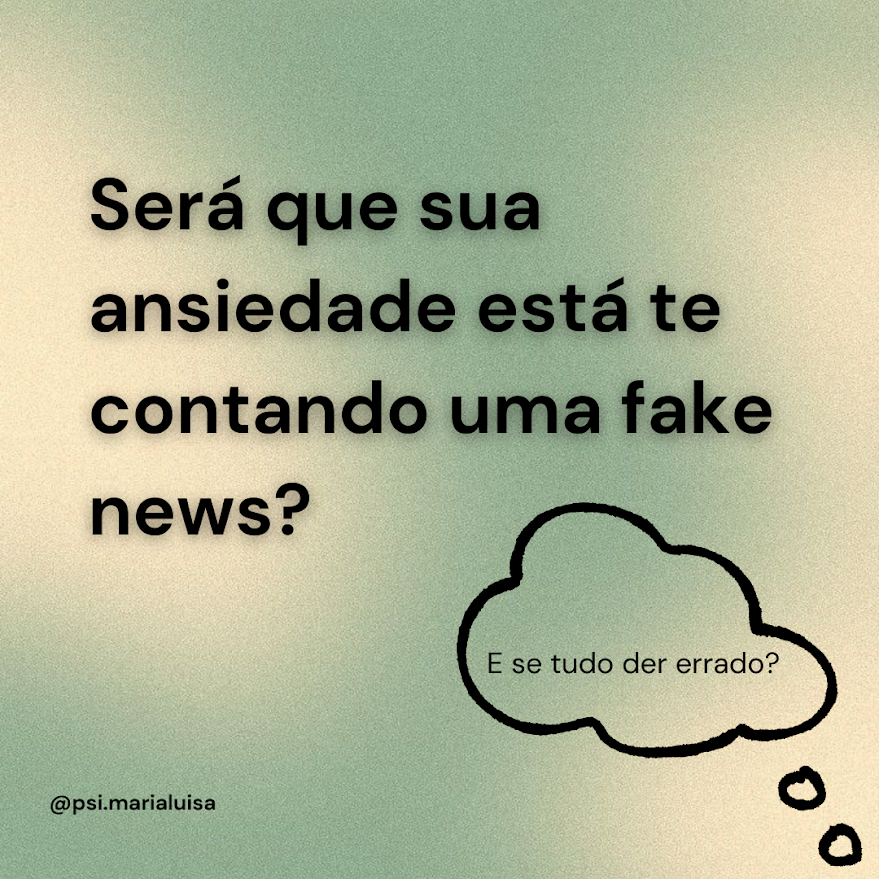 Será que sua
ansiedade está te
contando uma fake
news?
E se tudo der errado?
@psi.marialuisa